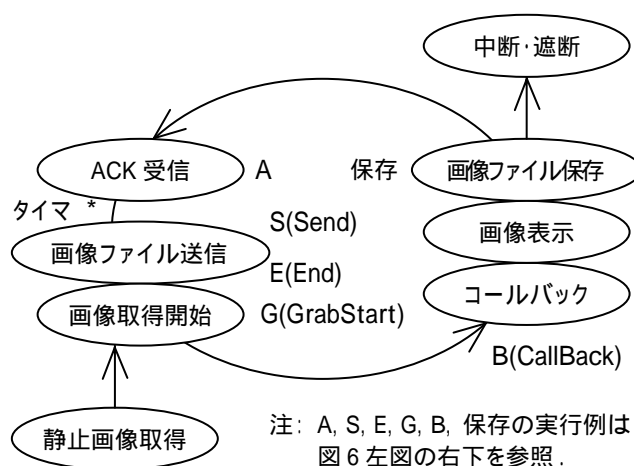 中断・遮断
ACK 受信
A
保存
画像ファイル保存
タイマ *
S(Send)
画像ファイル送信
画像表示
E(End)
画像取得開始
G(GrabStart)
コールバック
B(CallBack)
静止画像取得
注: A, S, E, G, B, 保存の実行例は
図 6 左図の右下を参照.